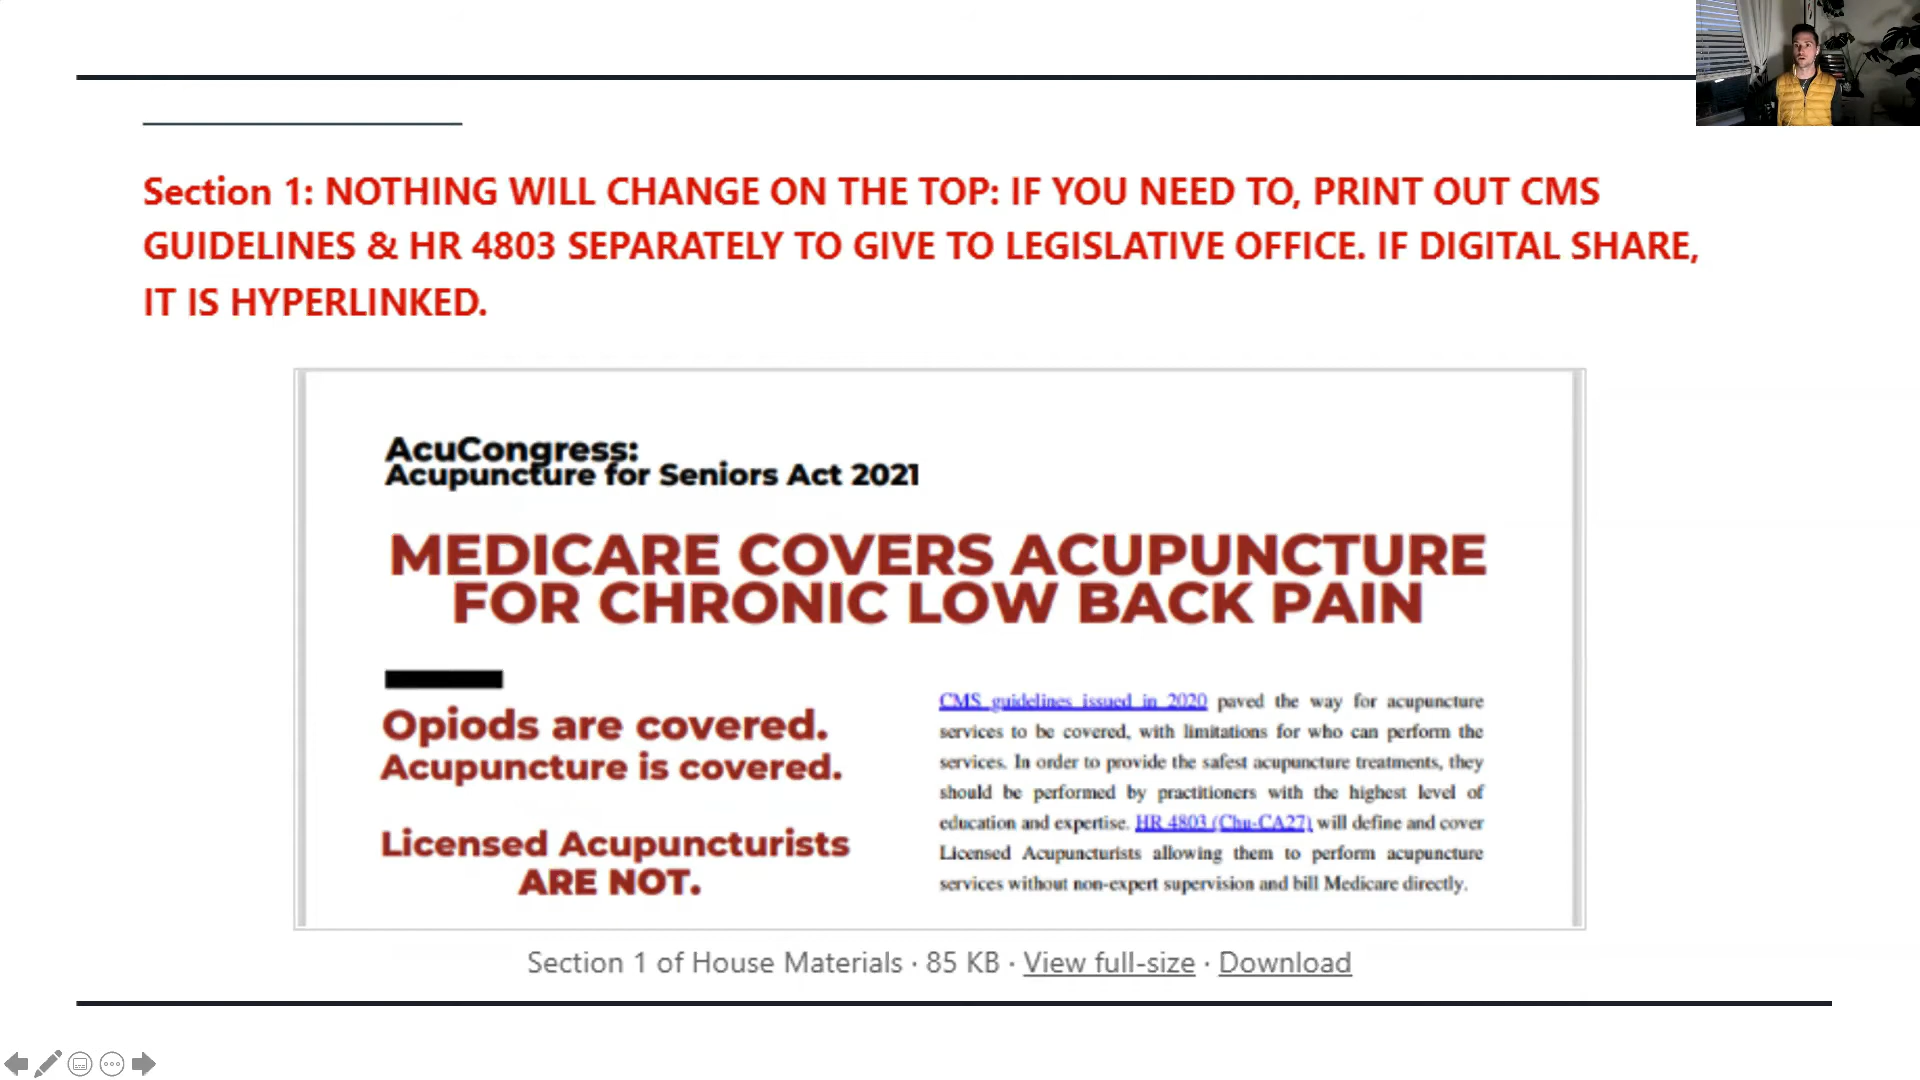 Section 1: NOTHING WILL CHANGE ON THE TOP: IF YOU NEED TO, PRINT OUT CMS
GUIDELINES & HR 4803 SEPARATELY TO GIVE TO LEGISLATIVE OFFICE. IF DIGITAL SHARE,
IT IS HYPERLINKED.
AcuCongress:
Acupuncture for Seniors Act 2021
MEDICARE COVERS ACUPUNCTURE
FOR CHRONIC LOW BACK PAIN
Opiods are covered.
Acupuncture is covered.
Licensed Acupuncturists
ARE NOT.
CMS guidelines issued in 2020 paved the way for acupuncture
services to be covered, with limitations for who can perform the
services. In order to provide the safest acupuncture treatments, they
should be performed by practitioners with the highest level of
education and expertise. HR 4803 (Chu-CA27) will define and cover
Licensed Acupuncturists allowing them to perform acupuncture
services without non-expert supervision and bill Medicare directly.
Section 1 of House Materials · 85 KB · View full-size · Download